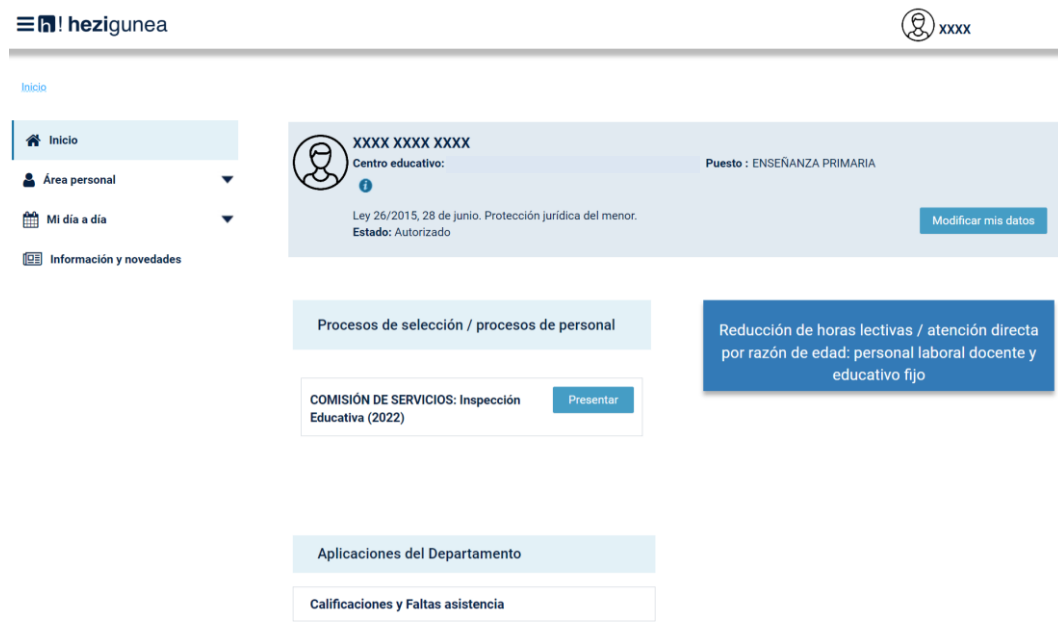 h! hezigunea
xxxx
Inicio
Inicio
Área personal
Mi día a día
Información y novedades
XXXX XXXX XXXX
Centro educativo:
Puesto : ENSEÑANZA PRIMARIA
i
Ley 26/2015, 28 de junio. Protección jurídica del menor.
Estado: Autorizado
Modificar mis datos
Procesos de selección / procesos de personal
COMISIÓN DE SERVICIOS: Inspección
Educativa (2022)
Presentar
Reducción de horas lectivas / atención directa
por razón de edad: personal laboral docente y
educativo fijo
Aplicaciones del Departamento
Calificaciones y Faltas asistencia